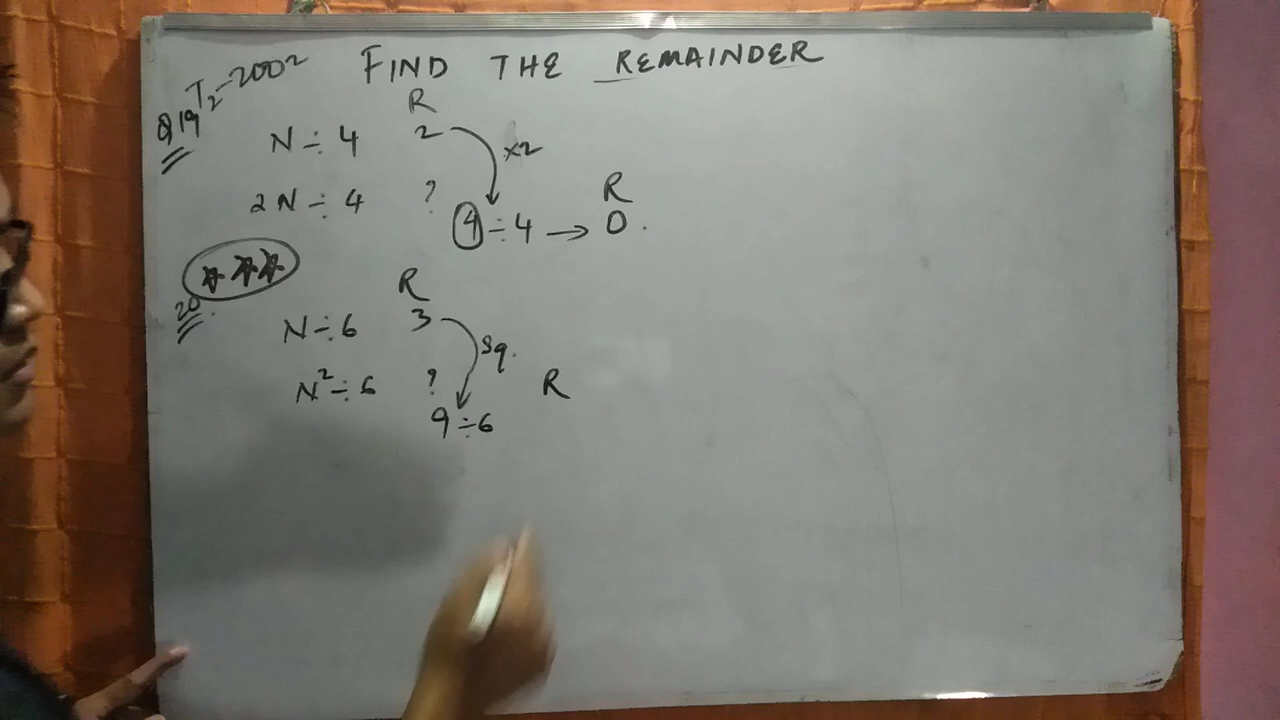 T2-2002 FIND THE REMAINDER
Q19 R
N ÷ 4 2 ×2
2N ÷ 4 ? R
4 ÷ 4 → 0.
***
20. R
N ÷ 6 3 Sq.
N² ÷ 6 ? R
9 ÷ 6